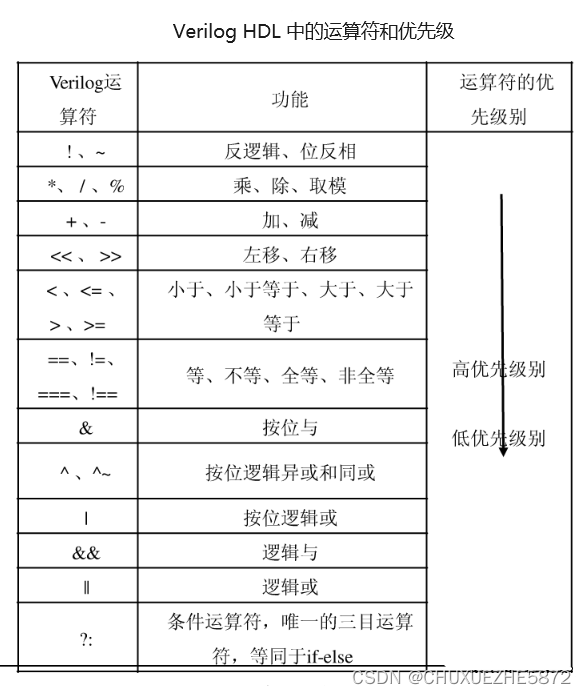 Verilog HDL 中的运算符和优先级
Verilog运
算符
功能
运算符的优
先级别
! 、~
反逻辑、位反相
*、 / 、%
乘、除、取模
+ 、-
加、减
<< 、 >>
左移、右移
< 、<= 、
> 、>=
小于、小于等于、大于、大于
等于
==、!=、
===、!==
等、不等、全等、非全等
高优先级别
&
按位与
低优先级别
^ 、^~
按位逻辑异或和同或
|
按位逻辑或
&&
逻辑与
||
逻辑或
?:
条件运算符，唯一的三目运算
符，等同于if-else
CSDN @CHUXUEZHE5872